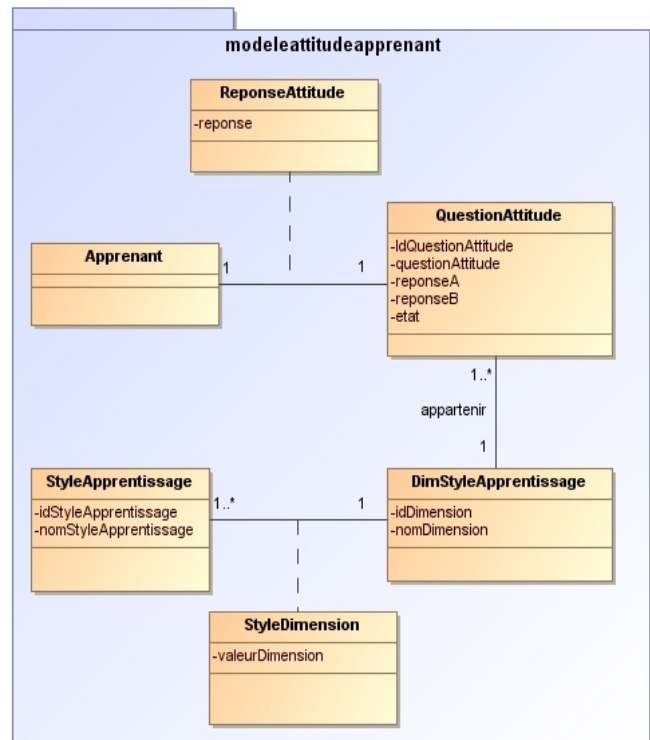 modeleattitudeapprenant
ReponseAttitude
-reponse
QuestionAttitude
-IdQuestionAttitude
-questionAttitude
-reponseA
-reponseB
-etat
Apprenant
1
1
1..*
appartenir
1
StyleApprentissage
-idStyleApprentissage
-nomStyleApprentissage
1..*
1
DimStyleApprentissage
-idDimension
-nomDimension
StyleDimension
-valeurDimension